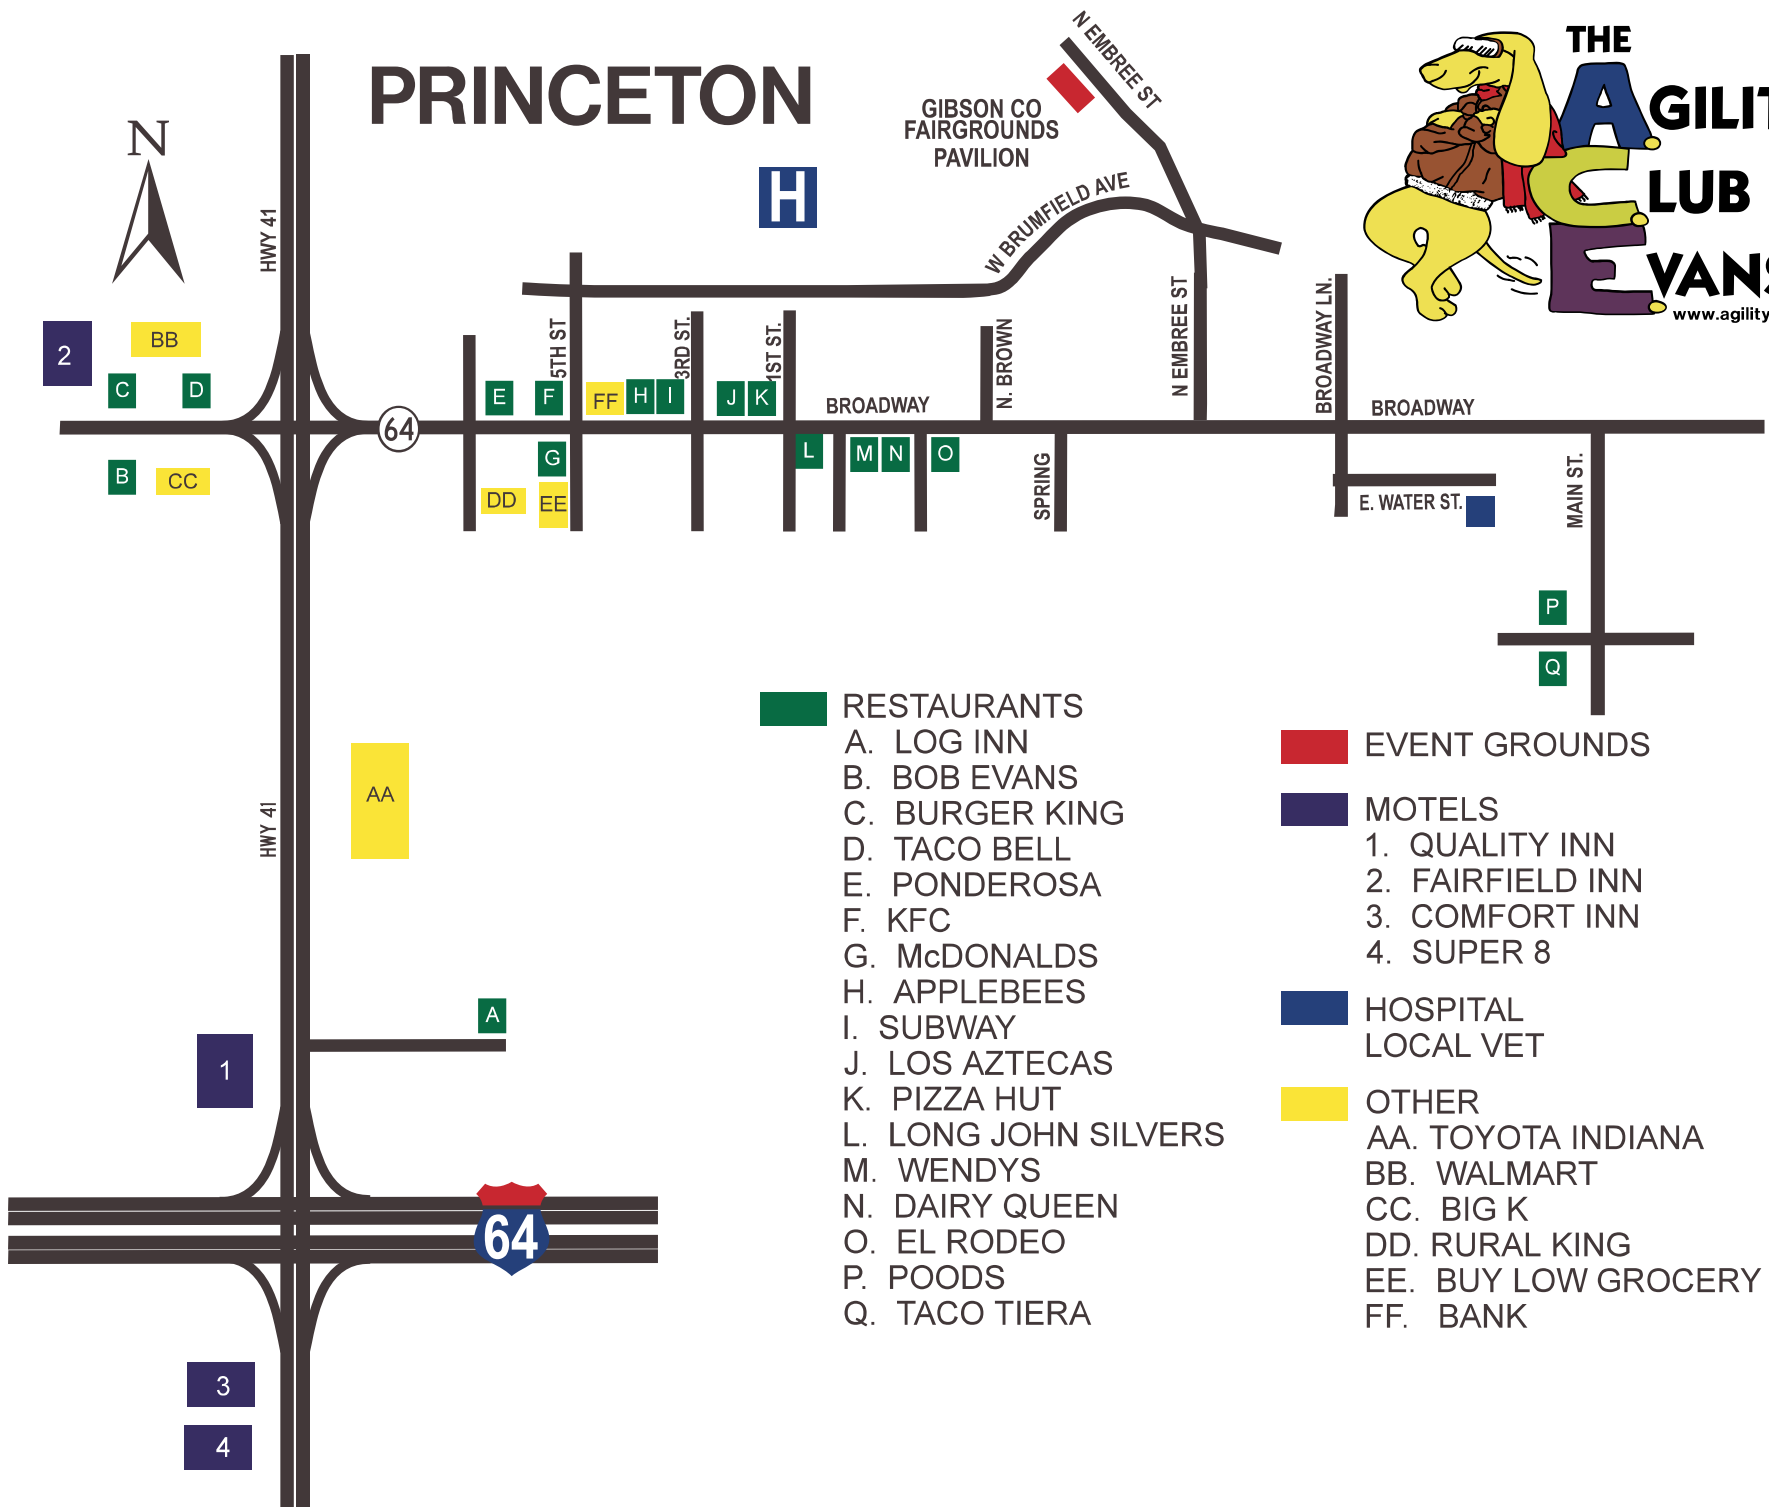 PRINCETON
N
HWY 41
H
GIBSON CO
FAIRGROUNDS
PAVILION
N EMBREE ST
W BRUMFIELD AVE
THE
AGILIT
CLUB
EVANS
www.agility
2
BB
C
D
B
CC
64
E
F
5TH ST
FF
H
I
3RD ST.
J
K
1ST ST.
BROADWAY
N. BROWN
N EMBREE ST
BROADWAY LN.
BROADWAY
G
DD
EE
L
M
N
O
SPRING
E. WATER ST.
MAIN ST.
P
Q
AA
HWY 41
A
1
64
3
4
RESTAURANTS
A. LOG INN
B. BOB EVANS
C. BURGER KING
D. TACO BELL
E. PONDEROSA
F. KFC
G. McDONALDS
H. APPLEBEES
I. SUBWAY
J. LOS AZTECAS
K. PIZZA HUT
L. LONG JOHN SILVERS
M. WENDYS
N. DAIRY QUEEN
O. EL RODEO
P. POODS
Q. TACO TIERA
EVENT GROUNDS
MOTELS
1. QUALITY INN
2. FAIRFIELD INN
3. COMFORT INN
4. SUPER 8
HOSPITAL
LOCAL VET
OTHER
AA. TOYOTA INDIANA
BB. WALMART
CC. BIG K
DD. RURAL KING
EE. BUY LOW GROCERY
FF. BANK